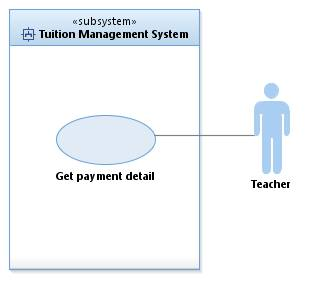 «subsystem»
Tuition Management System
Get payment detail
Teacher